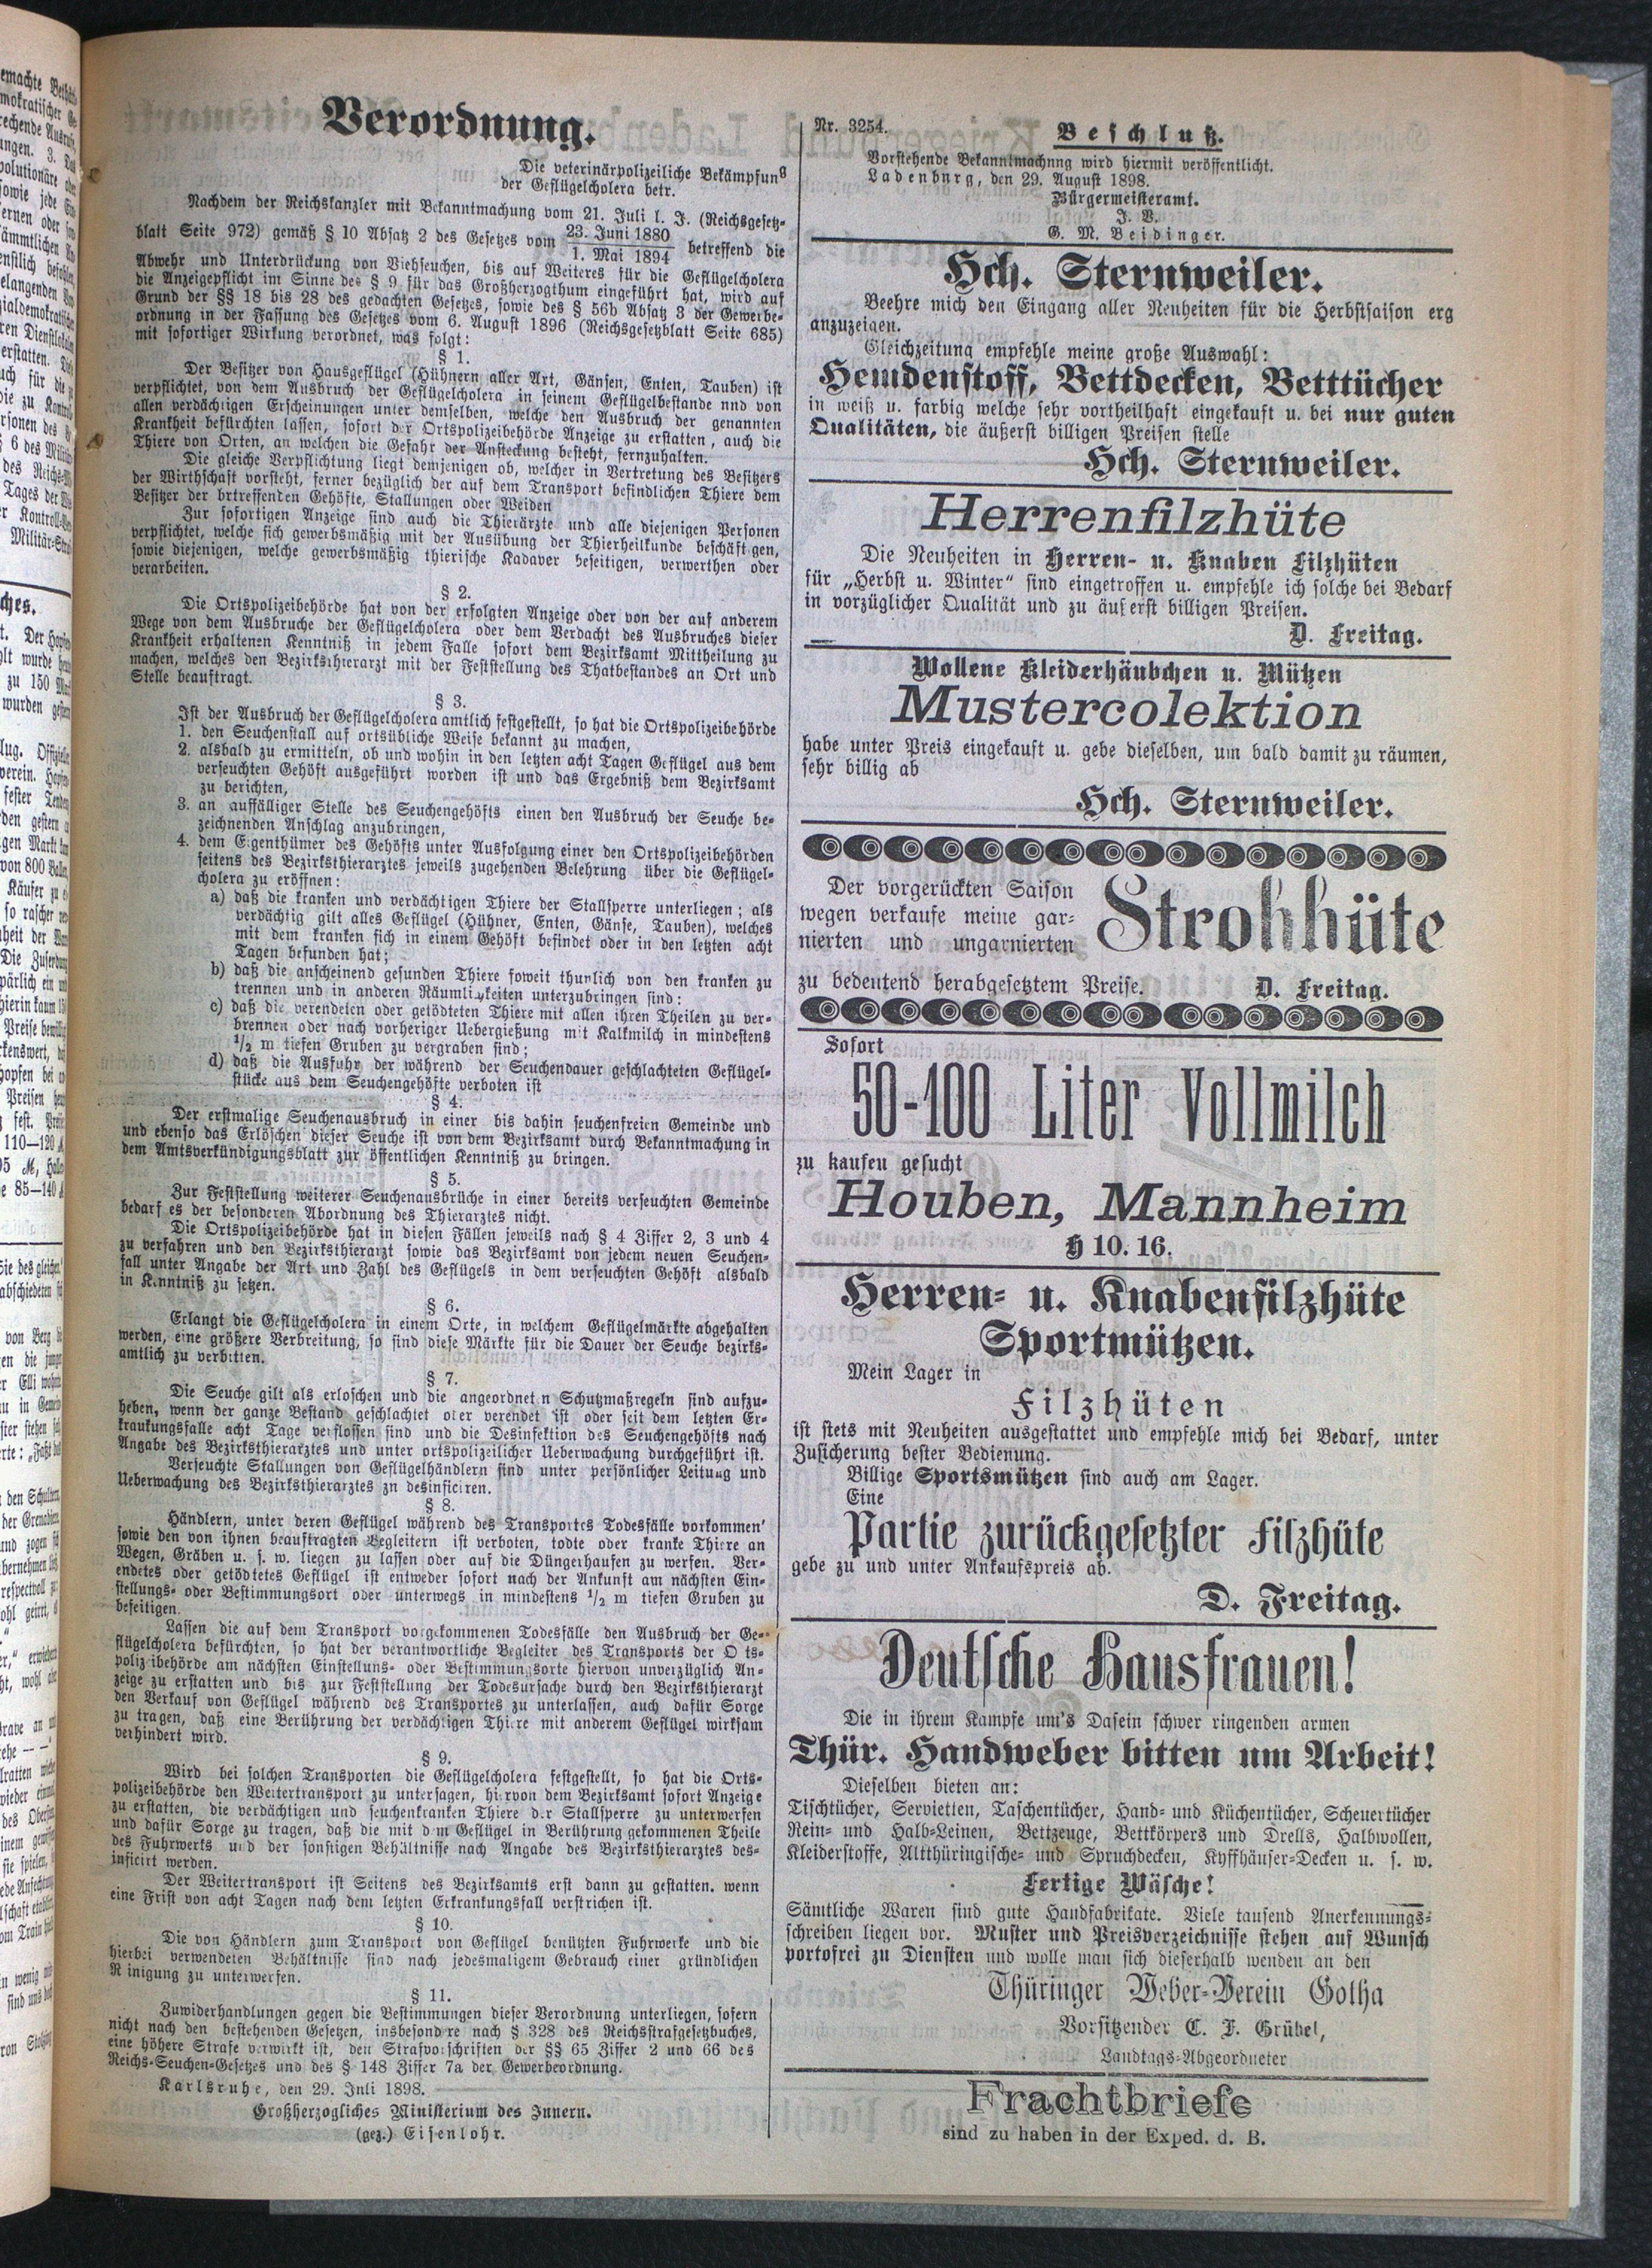 Verordnung.
Die veterinärpolizeiliche Bekämpfung
der Geflügelcholera betr.
Nachdem der Reichskanzler mit Bekanntmachung vom 21. Juli l. J. (Reichsgesetz-
blatt Seite 972) gemäß § 10 Absatz 2 des Gesetzes vom 23. Juni 1880
1. Mai 1894 betreffend die
Abwehr und Unterdrückung von Viehseuchen, bis auf Weiteres für die Geflügelcholera
die Anzeigepflicht im Sinne des § 9 für das Großherzogthum eingeführt hat, wird auf
Grund der §§ 18 bis 28 des gedachten Gesetzes, sowie des § 56b Absatz 3 der Gewerbe-
ordnung in der Fassung des Gesetzes vom 6. August 1896 (Reichsgesetzblatt Seite 685)
mit sofortiger Wirkung verordnet, was folgt:
§ 1.
Der Besitzer von Hausgeflügel (Hühnern aller Art, Gänsen, Enten, Tauben) ist
verpflichtet, von dem Ausbruch der Geflügelcholera in seinem Geflügelbestande nnd von
allen verdächtigen Erscheinungen unter demselben, welche den Ausbruch der genannten
Krankheit befürchten lassen, sofort der Ortspolizeibehörde Anzeige zu erstatten, auch die
Thiere von Orten, an welchen die Gefahr der Ansteckung besteht, fernzuhalten.
Die gleiche Verpflichtung liegt demjenigen ob, welcher in Vertretung des Besitzers
der Wirthschaft vorsteht, ferner bezüglich der auf dem Transport befindlichen Thiere dem
Besitzer der brtreffenden Gehöfte, Stallungen oder Weiden
Zur sofortigen Anzeige sind auch die Thierärzte und alle diejenigen Personen
verpflichtet, welche sich gewerbsmäßig mit der Ausübung der Thierheilkunde beschäftigen,
sowie diejenigen, welche gewerbsmäßig thierische Kadaver beseitigen, verwerthen oder
verarbeiten.
§ 2.
Die Ortspolizeibehörde hat von der erfolgten Anzeige oder von der auf anderem
Wege von dem Ausbruche der Geflügelcholera oder dem Verdacht des Ausbruches dieser
Krankheit erhaltenen Kenntniß in jedem Falle sofort dem Bezirksamt Mittheilung zu
machen, welches den Bezirksthierarzt mit der Feststellung des Thatbestandes an Ort und
Stelle beauftragt.
§ 3.
Ist der Ausbruch der Geflügelcholera amtlich festgestellt, so hat die Ortspolizeibehörde
1. den Seuchenstall auf ortsübliche Weise bekannt zu machen,
2. alsbald zu ermitteln, ob und wohin in den letzten acht Tagen Geflügel aus dem
verseuchten Gehöft ausgeführt worden ist und das Ergebniß dem Bezirksamt
zu berichten,
3. an auffälliger Stelle des Seuchengehöfts einen den Ausbruch der Seuche be-
zeichnenden Anschlag anzubringen,
4. dem Eigenthümer des Gehöfts unter Ausfolgung einer den Ortspolizeibehörden
seitens des Bezirksthierarztes jeweils zugehenden Belehrung über die Geflügel-
cholera zu eröffnen:
a) daß die kranken und verdächtigen Thiere der Stallsperre unterliegen; als
verdächtig gilt alles Geflügel (Hühner, Enten, Gänse, Tauben), welches
mit dem kranken sich in einem Gehöft befindet oder in den letzten acht
Tagen befunden hat;
b) daß die anscheinend gesunden Thiere soweit thunlich von den kranken zu
trennen und in anderen Räumlichkeiten unterzubringen sind:
c) daß die verendeten oder getödteten Thiere mit allen ihren Theilen zu ver-
brennen oder nach vorheriger Uebergießung mit Kalkmilch in mindestens
1/2 m tiefen Gruben zu vergraben sind;
d) daß die Ausfuhr der während der Seuchendauer geschlachteten Geflügel-
stücke aus dem Seuchengehöfte verboten ist
§ 4.
Der erstmalige Seuchenausbruch in einer bis dahin seuchenfreien Gemeinde und
und ebenso das Erlöschen dieser Seuche ist von dem Bezirksamt durch Bekanntmachung in
dem Amtsverkündigungsblatt zur öffentlichen Kenntniß zu bringen.
§ 5.
Zur Feststellung weiterer Seuchenausbrüche in einer bereits verseuchten Gemeinde
bedarf es der besonderen Abordnung des Thierarztes nicht.
Die Ortspolizeibehörde hat in diesen Fällen jeweils nach § 4 Ziffer 2, 3 und 4
zu verfahren und den Bezirksthierarzt sowie das Bezirksamt von jedem neuen Seuchen-
fall unter Angabe der Art und Zahl des Geflügels in dem verseuchten Gehöft alsbald
in Kenntniß zu setzen.
§ 6.
Erlangt die Geflügelcholera in einem Orte, in welchem Geflügelmärkte abgehalten
werden, eine größere Verbreitung, so sind diese Märkte für die Dauer der Seuche bezirks-
amtlich zu verbitten.
§ 7.
Die Seuche gilt als erloschen und die angeordnet n Schutzmaßregeln sind aufzu-
heben, wenn der ganze Bestand geschlachtet oter verendet ist oder seit dem letzten Er-
krankungsfalle acht Tage verflossen sind und die Desinfektion des Seuchengehöfts nach
Angabe des Bezirksthierarztes und unter ortspolizeilicher Ueberwachung durchgeführt ist.
Verseuchte Stallungen von Geflügelhändlern sind unter persönlicher Leitung und
Ueberwachung des Bezirksthierarztes zn desinficiren.
§ 8.
Händlern, unter deren Geflügel während des Transportes Todesfälle vorkommen'
sowie den von ihnen beauftragten Begleitern ist verboten, todte oder kranke Thiere an
Wegen, Gräben u. s. w. liegen zu lassen oder auf die Düngerhaufen zu werfen. Ver-
endetes oder getödtetes Geflügel ist entweder sofort nach der Ankunft am nächsten Ein-
stellungs- oder Bestimmungsort oder unterwegs in mindestens 1/2 m tiefen Gruben zu
beseitigen.
Lassen die auf dem Transport vorgekommenen Todesfälle den Ausbruch der Ge-
flügelcholera befürchten, so hat der verantwortliche Begleiter des Transports der O ts-
polizeibehörde am nächsten Einstelluns- oder Bestimmungsorte hiervon unverzüglich An-
zeige zu erstatten und bis zur Feststellung der Todesursache durch den Bezirksthierarzt
den Verkauf von Geflügel während des Transportes zu unterlassen, auch dafür Sorge
zu tragen, daß eine Berührung der verdächtigen Thiere mit anderem Geflügel wirksam
verhindert wird.
§ 9.
Wird bei solchen Transporten die Geflügelcholera festgestellt, so hat die Orts-
polizeibehörde den Weitertransport zu untersagen, hiervon dem Bezirksamt sofort Anzeige
zu erstatten, die verdächtigen und seuchenkranken Thiere der Stallsperre zu unterwerfen
und dafür Sorge zu tragen, daß die mit dem Geflügel in Berührung gekommenen Theile
des Fuhrwerks und der sonstigen Behältnisse nach Angabe des Bezirksthierarztes des-
inficirt werden.
Der Weitertransport ist Seitens des Bezirksamts erst dann zu gestatten. wenn
eine Frist von acht Tagen nach dem letzten Erkrankungsfall verstrichen ist.
§ 10.
Die von Händlern zum Transport von Geflügel benützten Fuhrwerke und die
hierbei verwendeten Behältnisse sind nach jedesmaligem Gebrauch einer gründlichen
R inigung zu unterwerfen.
§ 11.
Zuwiderhandlungen gegen die Bestimmungen dieser Verordnung unterliegen, sofern
nicht nach den bestehenden Gesetzen, insbesond're nach § 328 des Reichsstrafgesetzbuches,
eine höhere Strafe verwirkt ist, den Strafvorschriften der §§ 65 Ziffer 2 und 66 des
Reichs-Seuchen-Gesetzes und des § 148 Ziffer 7a der Gewerbeordnung.
Karlsruhe, den 29. Juli 1898.
Großherzogliches Ministerium des Innern.
(gez.) Eisenlohr.
Nr. 3254.
Beschluß.
Vorstehende Bekanntmachnng wird hiermit veröffentlicht.
Ladenburg, den 29. August 1898.
Bürgermeisteramt.
J. V.
G. M. Beidinger.
Hch. Sternweiler.
Beehre mich den Eingang aller Neuheiten für die Herbstsaison erg
anzuzeigen.
Gleichzeitung empfehle meine große Auswahl:
Hemdenstoff, Bettdecken, Betttücher
in weiß u. farbig welche sehr vortheilhaft eingekauft u. bei nur guten
Qualitäten, die äußerst billigen Preisen stelle
Hch. Sternweiler.
Herrenfilzhüte
Die Neuheiten in Herren- u. Knaben Filzhüten
für „Herbst u. Winter“ sind eingetroffen u. empfehle ich solche bei Bedarf
in vorzüglicher Qualität und zu äußerst billigen Preisen.
D. Freitag.
Wollene Kleiderhäubchen u. Mützen
Mustercolektion
habe unter Preis eingekauft u. gebe dieselben, um bald damit zu räumen,
sehr billig ab
Hch. Sternweiler.
Der vorgerückten Saison
wegen verkaufe meine gar-
nierten und ungarnierten
Strohhüte
zu bedeutend herabgesetztem Preise.
D. Freitag.
Sofort
50-100 Liter Vollmilch
zu kaufen gesucht
Houben, Mannheim
H 10. 16.
Herren- u. Knabenfilzhüte
Sportmützen.
Mein Lager in
Filzhüten
ist stets mit Neuheiten ausgestattet und empfehle mich bei Bedarf, unter
Zusicherung bester Bedienung.
Billige Sportsmützen sind auch am Lager.
Eine
Partie zurückgesetzter Filzhüte
gebe zu und unter Ankaufspreis ab.
D. Freitag.
Deutsche Hausfrauen!
Die in ihrem Kampfe um's Dasein schwer ringenden armen
Thür. Handweber bitten um Arbeit!
Dieselben bieten an:
Tischtücher, Servietten, Taschentücher, Hand- und Küchentücher, Scheuertücher
Rein- und Halb-Leinen, Bettzeuge, Bettkörpers und Drells, Halbwollen,
Kleiderstoffe, Altthüringische- und Spruchdecken, Kyffhäuser-Decken u. s. w.
Fertige Wäsche!
Sämtliche Waren sind gute Handfabrikate. Viele tausend Anerkennungs-
schreiben liegen vor. Muster und Preisverzeichnisse stehen auf Wunsch
portofrei zu Diensten und wolle man sich dieserhalb wenden an den
Thüringer Weber-Verein Gotha
Vorsitzender C. F. Grübel,
Landtags-Abgeordneter
Frachtbriefe
sind zu haben in der Exped. d. B.